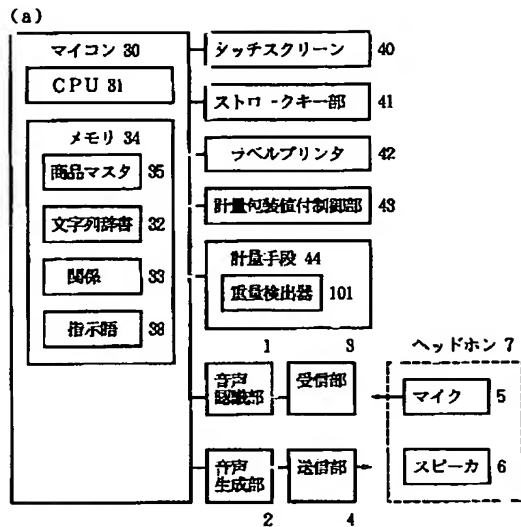 (a)
マイコン 30
CPU 31
メモリ 34
商品マスタ 35
文字列辞書 32
関係 33
指示語 38
タッチスクリーン 40
ストロークキー部 41
ラベルプリンタ 42
計量包装値付制御部 43
計量手段 44
重量検出器 101
1 3 ヘッドホン 7
音声
認識部
受信部
マイク 5
音声
生成部
送信部
スピーカ 6
2 4